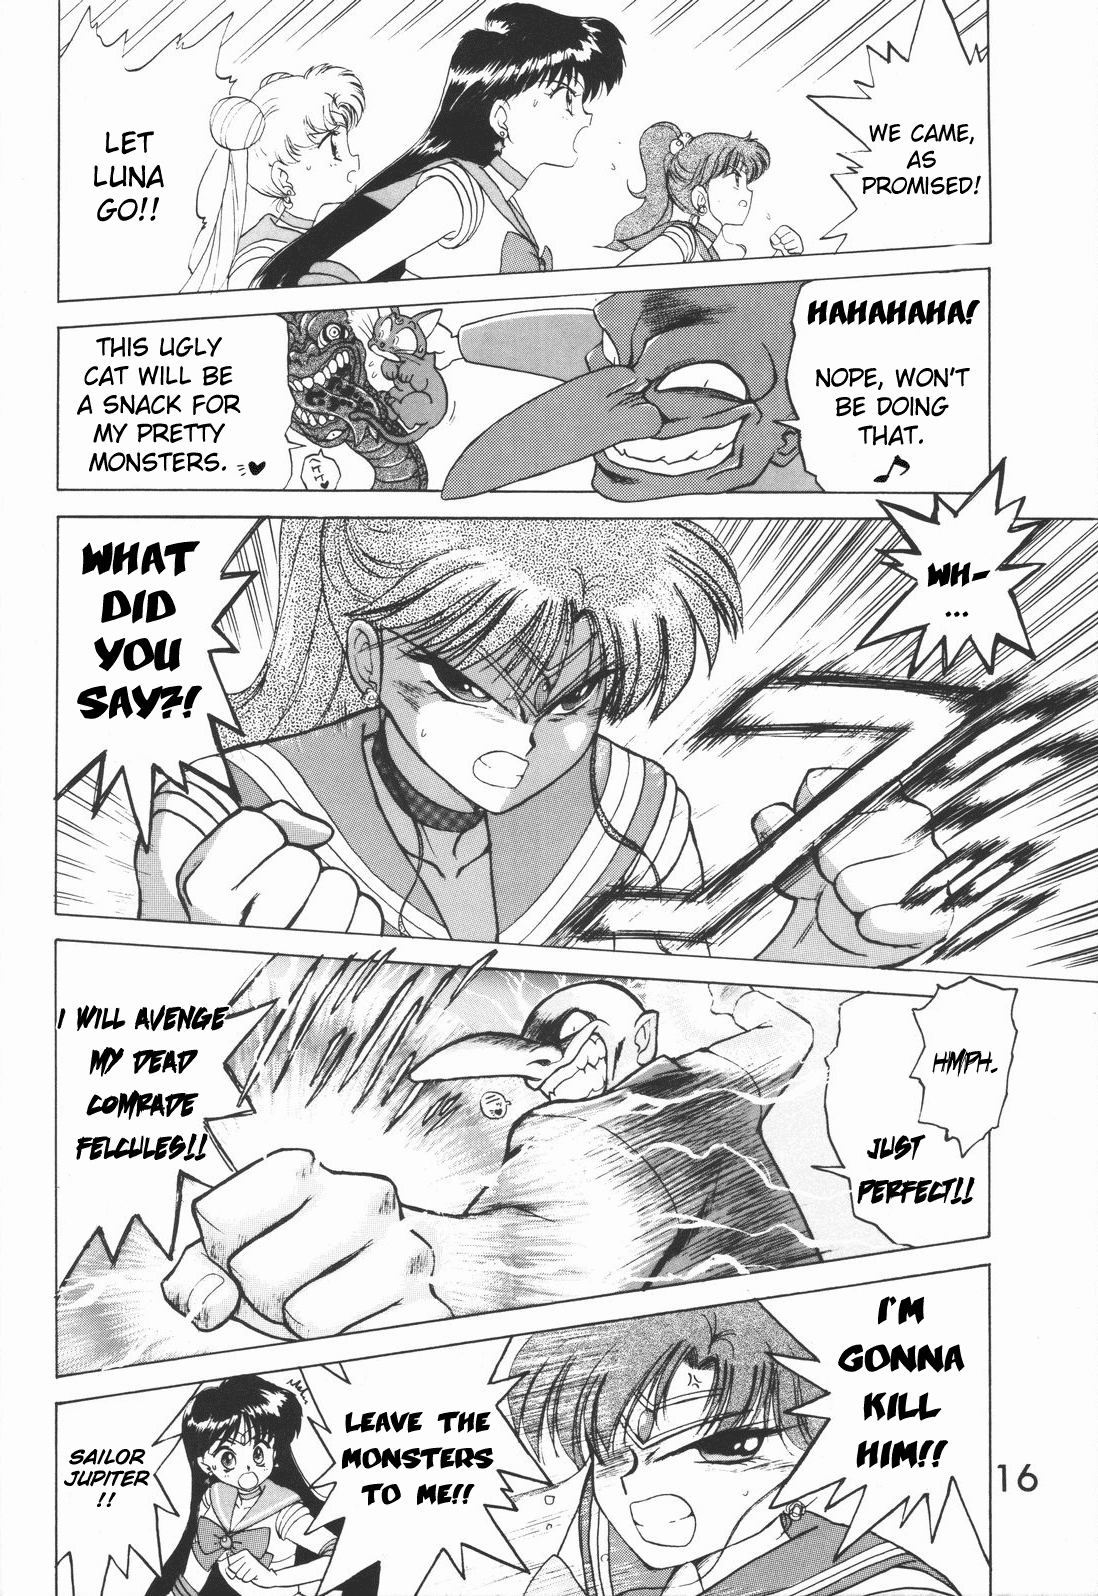 WE CAME,
AS
PROMISED!
LET
LUNA
GO!!
HAHAHAHA!
NOPE, WON'T
BE DOING
THAT.
THIS UGLY
CAT WILL BE
A SNACK FOR
MY PRETTY
MONSTERS.
WH-
...
WHAT
DID
YOU
SAY?!
HMPH.
JUST
PERFECT!!
I WILL AVENGE
MY DEAD
COMRADE
FELCULES!!
I'M
GONNA
KILL
HIM!!
LEAVE THE
MONSTERS
TO ME!!
SAILOR
JUPITER
!!
16